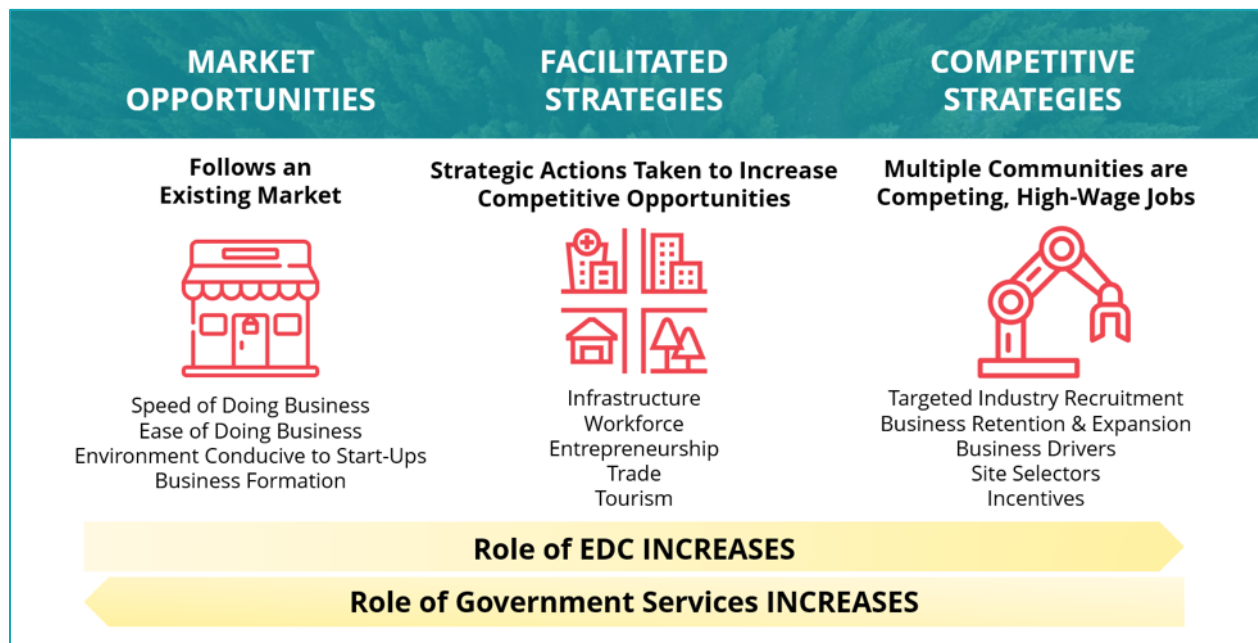 MARKET
OPPORTUNITIES
Follows an
Existing Market
Speed of Doing Business
Ease of Doing Business
Environment Conducive to Start-Ups
Business Formation
FACILITATED
STRATEGIES
Strategic Actions Taken to Increase
Competitive Opportunities
Infrastructure
Workforce
Entrepreneurship
Trade
Tourism
COMPETITIVE
STRATEGIES
Multiple Communities are
Competing, High-Wage Jobs
Targeted Industry Recruitment
Business Retention & Expansion
Business Drivers
Site Selectors
Incentives
Role of EDC INCREASES
Role of Government Services INCREASES